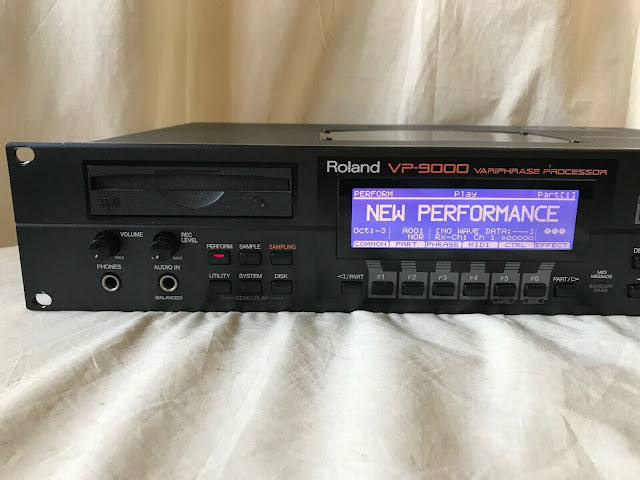 Roland VP-9000 VARIPHRASE PROCESSOR
PERFORM Play Part[1]
NEW PERFORMANCE
Oct:-3 A001 [NO WAVE DATA:---]
NOR Rx-Ch: Ch 1
COMMON PART PHRASE MIDI CTRL EFFECT
VOLUME
REC
LEVEL
MAX
MAX
PERFORM SAMPLE SAMPLING
PHONES
AUDIO IN
(BALANCED)
UTILITY SYSTEM DISK
DEMO PLAY
◁/PART F1 F2 F3 F4 F5 F6 PART/▷
MIDI
MESSAGE